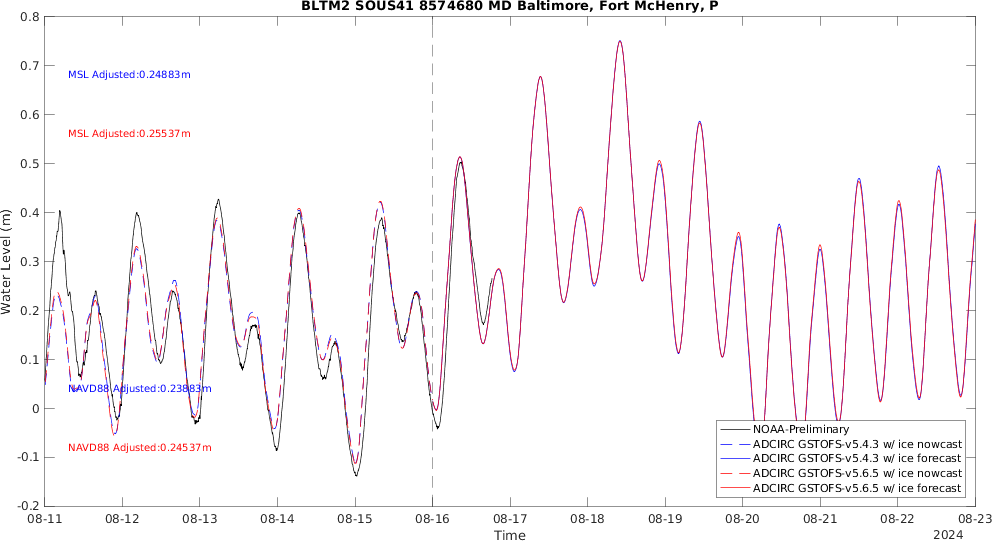 BLTM2 SOUS41 8574680 MD Baltimore, Fort McHenry, P
Water Level (m)
0.8
0.7
0.6
0.5
0.4
0.3
0.2
0.1
0
-0.1
-0.2
MSL Adjusted:0.24883m
MSL Adjusted:0.25537m
NAVD88 Adjusted:0.23883m
NAVD88 Adjusted:0.24537m
NOAA-Preliminary
ADCIRC GSTOFS-v5.4.3 w/ ice nowcast
ADCIRC GSTOFS-v5.4.3 w/ ice forecast
ADCIRC GSTOFS-v5.6.5 w/ ice nowcast
ADCIRC GSTOFS-v5.6.5 w/ ice forecast
08-11 08-12 08-13 08-14 08-15 08-16 08-17 08-18 08-19 08-20 08-21 08-22 08-23
Time
2024